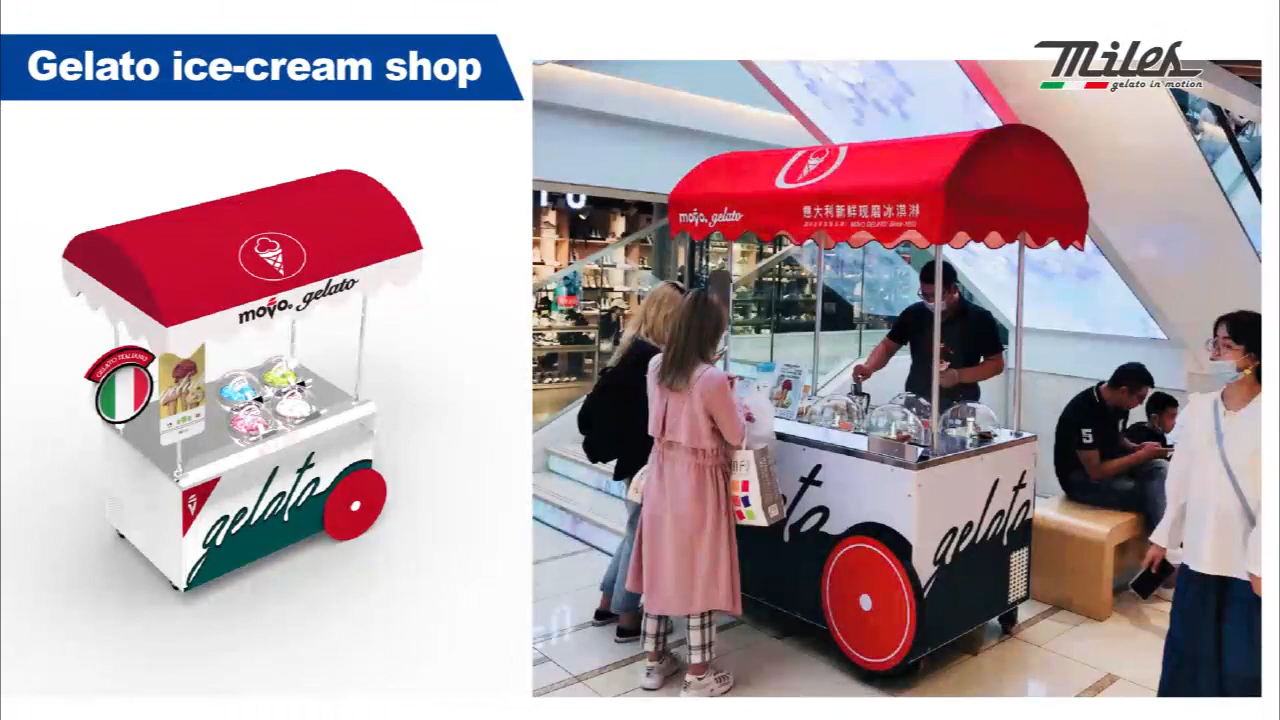 Gelato ice-cream shop
Miles
gelato in motion
movo. gelato
GELATO ITALIANO
gelato
movo. gelato
意大利新鲜现磨冰淇淋
5
gelato